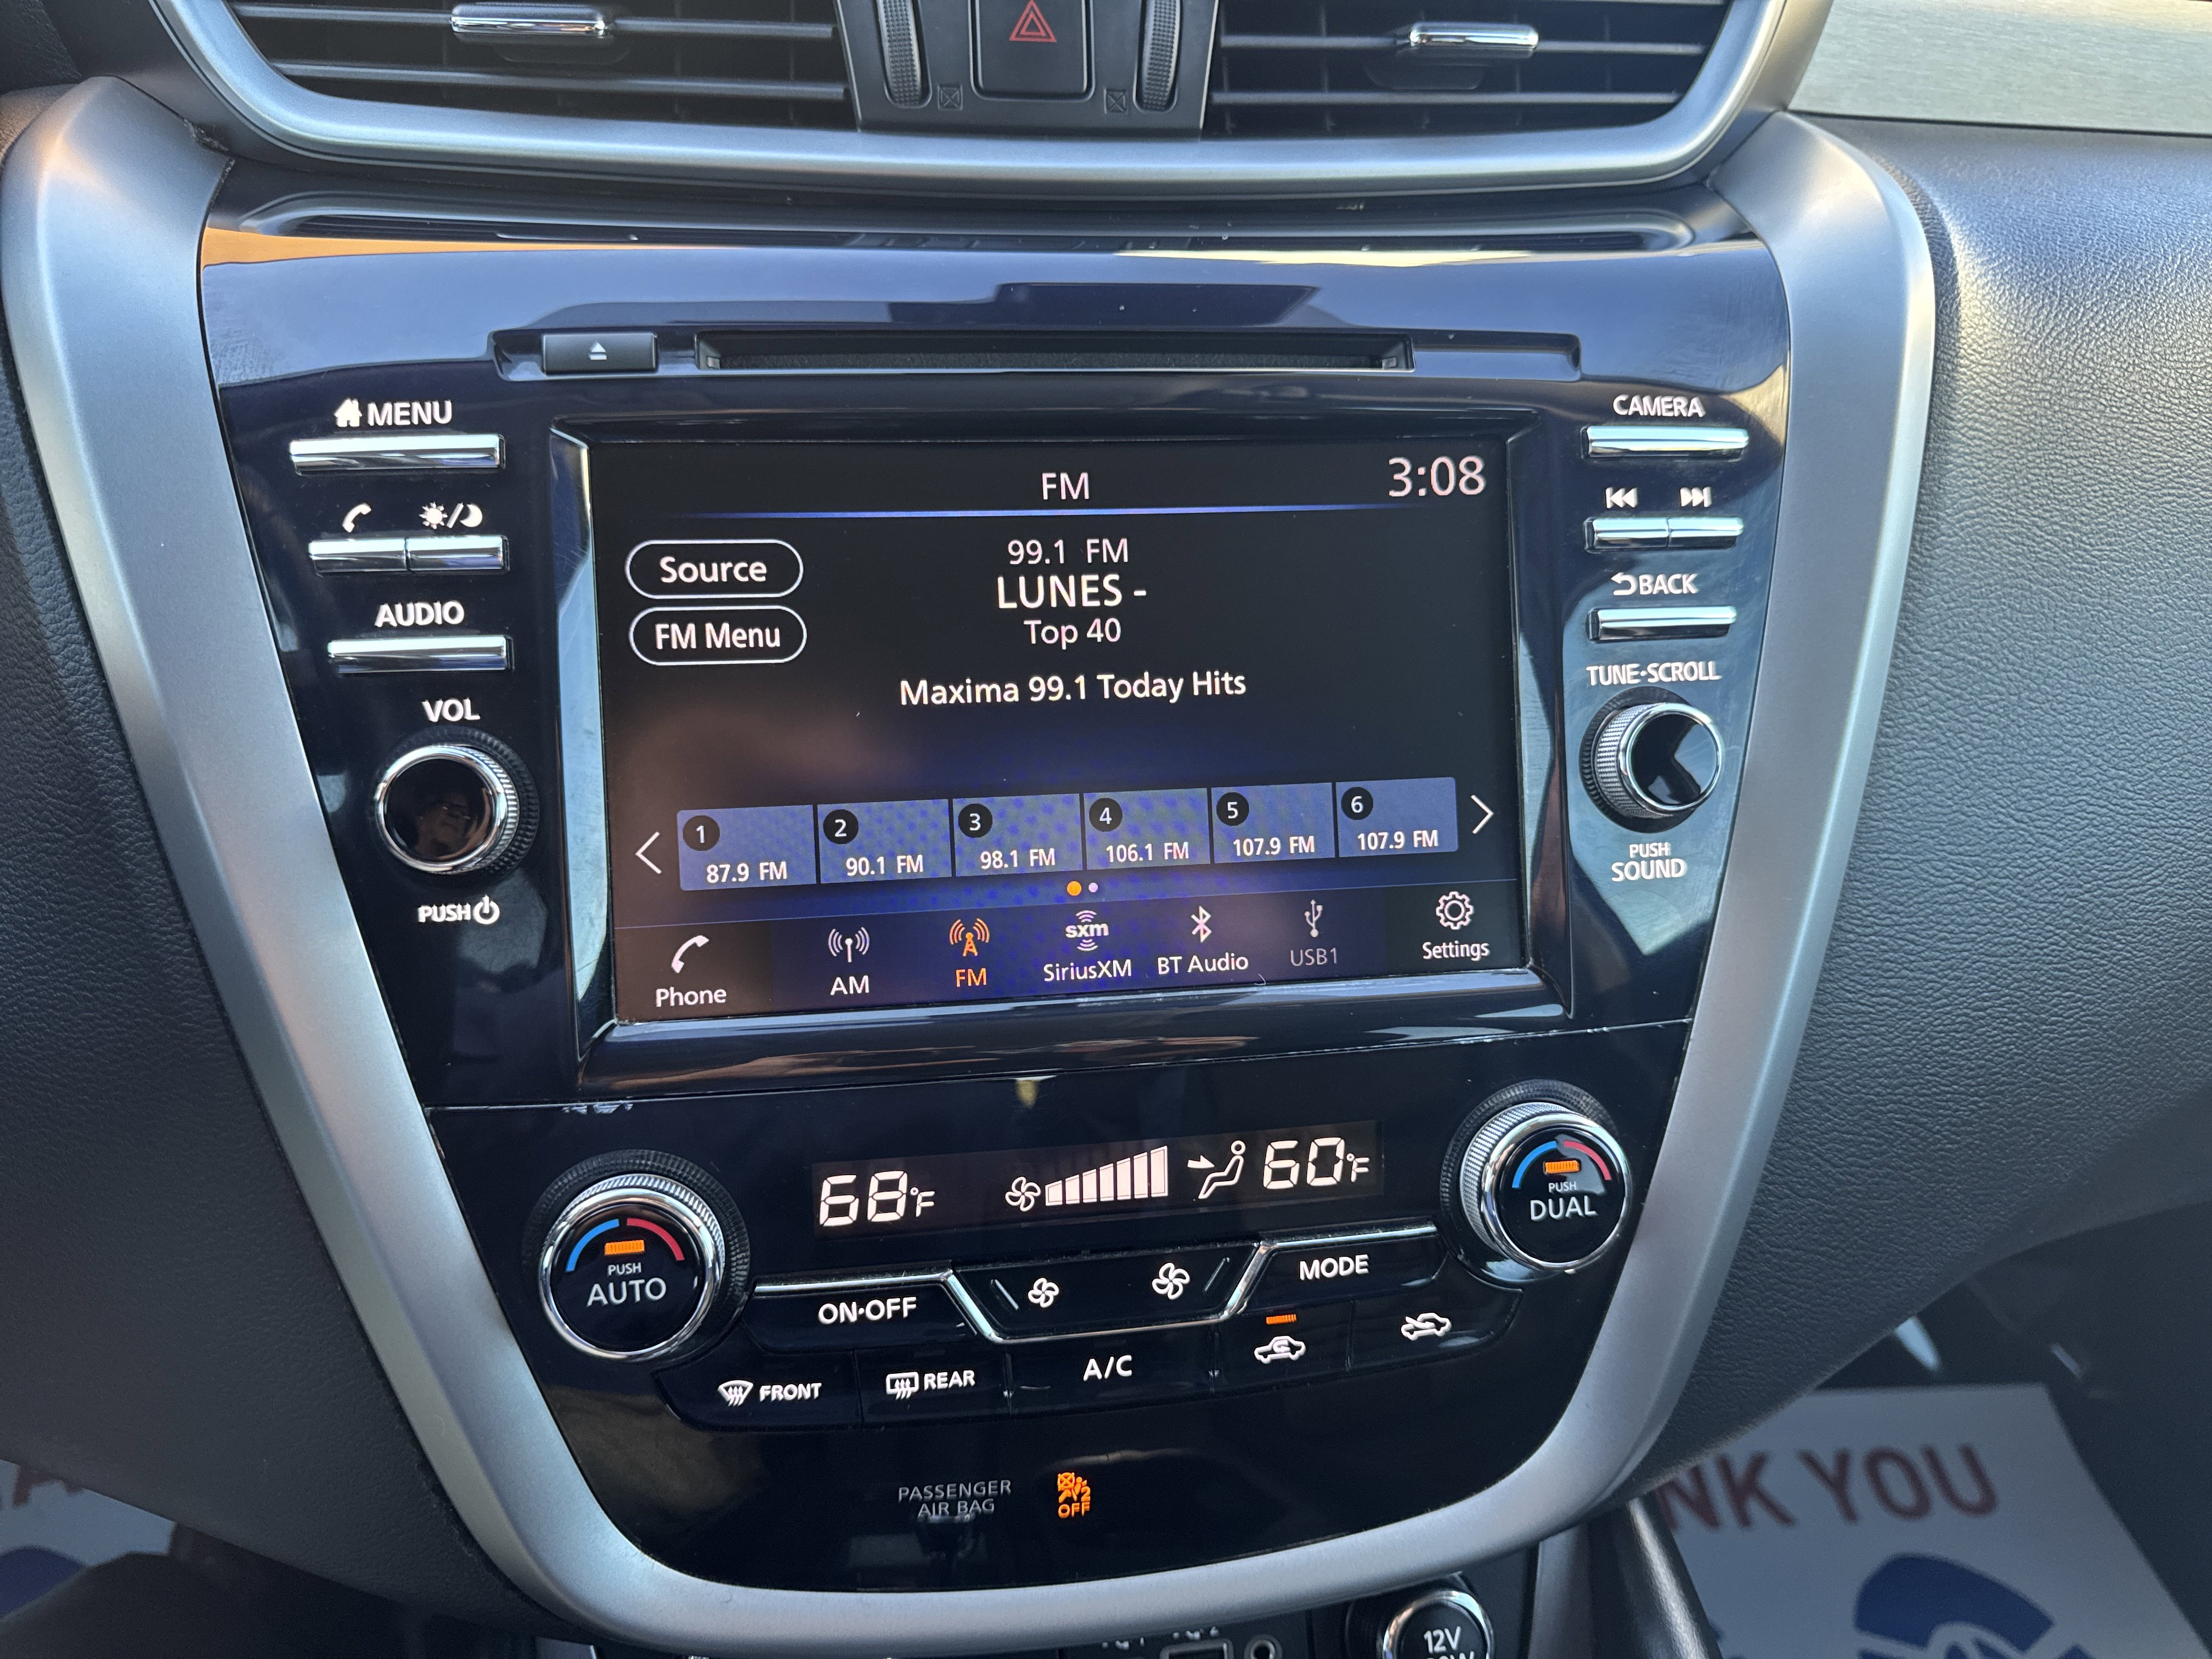 MENU
CAMERA
FM
3:08
99.1 FM
Source
LUNES -
BACK
AUDIO
Top 40
FM Menu
TUNE·SCROLL
Maxima 99.1 Today Hits
VOL
1
2
3
4
5
6
87.9 FM
90.1 FM
98.1 FM
106.1 FM
107.9 FM
107.9 FM
PUSH
SOUND
PUSH
sxm
Phone
AM
FM
SiriusXM
BT Audio
USB1
Settings
68°F
60°F
PUSH
DUAL
PUSH
AUTO
ON·OFF
MODE
FRONT
REAR
A/C
PASSENGER
AIR BAG
2
OFF
NK YOU
12V